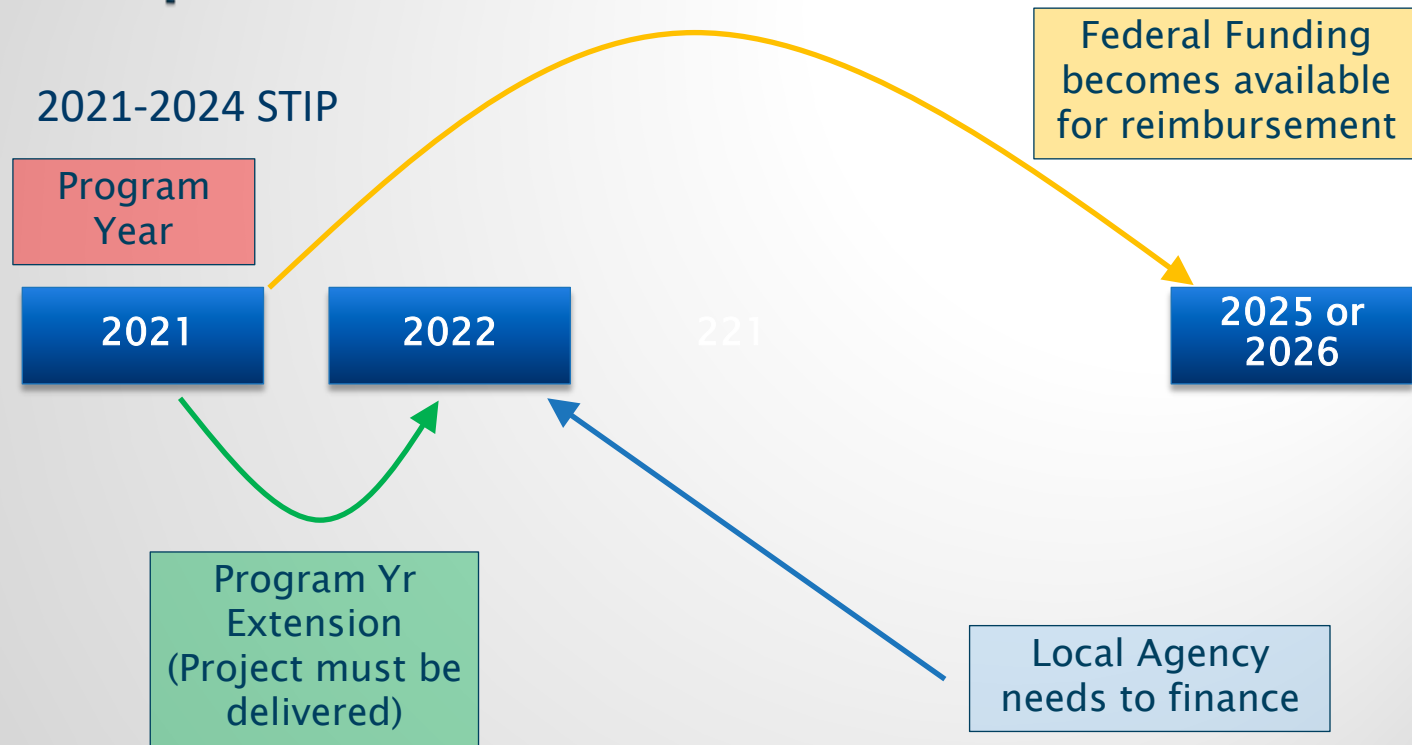 2021-2024 STIP
Federal Funding
becomes available
for reimbursement
Program
Year
2021
2022
221
2025 or
2026
Program Yr
Extension
(Project must be
delivered)
Local Agency
needs to finance